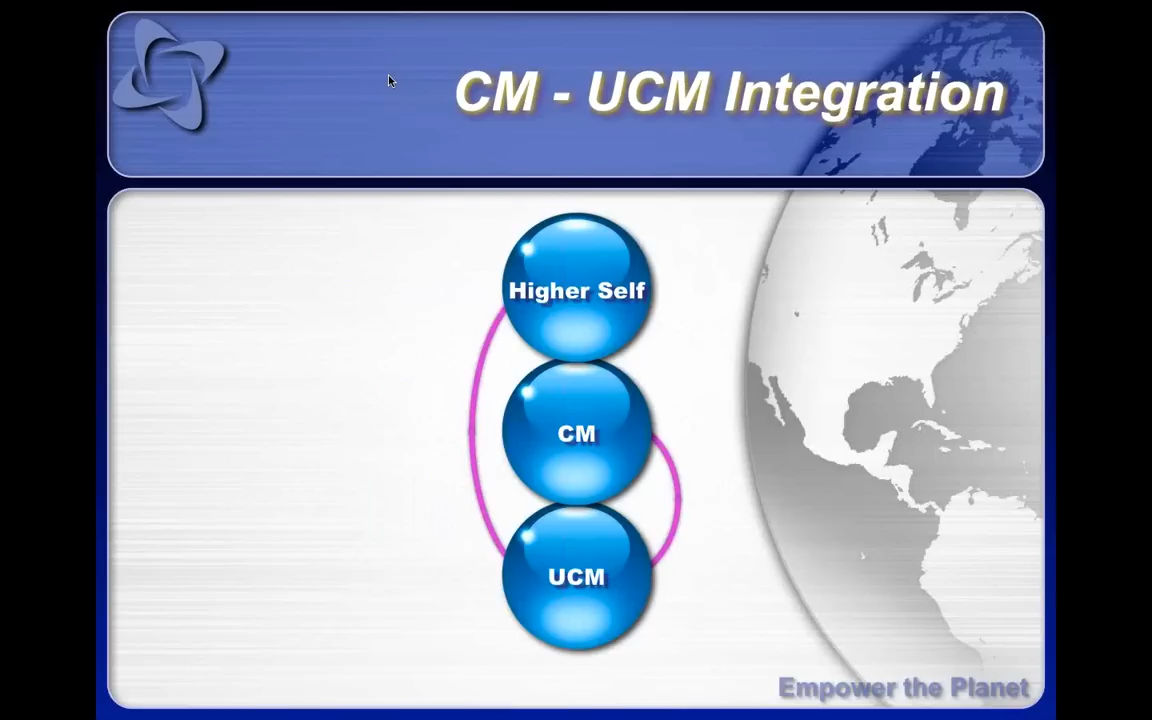 CM - UCM Integration
Higher Self
CM
UCM
Empower the Planet